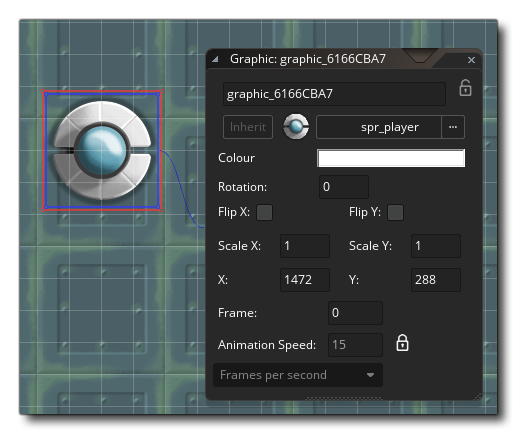 Graphic: graphic_6166CBA7
graphic_6166CBA7
Inherit spr_player ...
Colour
Rotation: 0
Flip X: Flip Y:
Scale X: 1 Scale Y: 1
X: 1472 Y: 288
Frame: 0
Animation Speed: 15
Frames per second